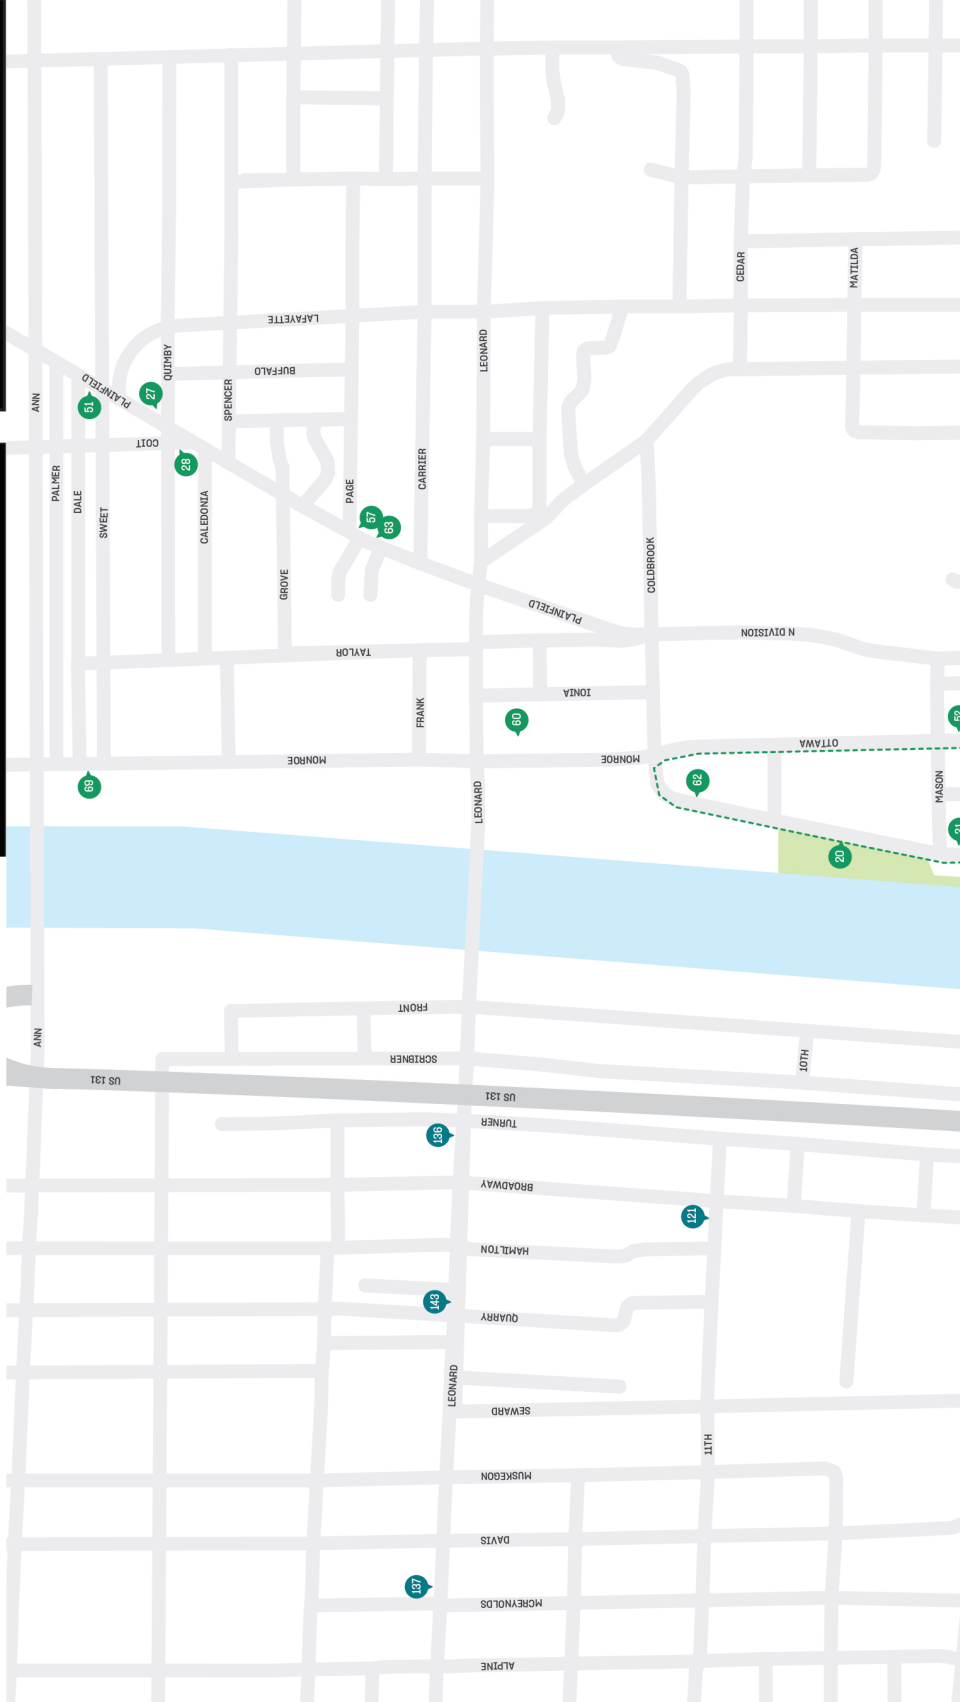 CEDAR
MATILDA
LAFAYETTE
LEONARD
QUIMBY
BUFFALO
PLAINFIELD
SPENCER
ANN
27
51
COIT
28
PALMER
DALE
SWEET
CALEDONIA
PAGE
CARRIER
57
63
GROVE
COLDBROOK
PLAINFIELD
N DIVISION
TAYLOR
IONIA
FRANK
60
52
OTTAWA
MONROE
MONROE
69
62
MASON
LEONARD
21
20
FRONT
ANN
SCRIBNER
10TH
US 131
US 131
TURNER
136
BROADWAY
121
HAMILTON
143
QUARRY
LEONARD
SEWARD
11TH
MUSKEGON
DAVIS
137
MCREYNOLDS
ALPINE